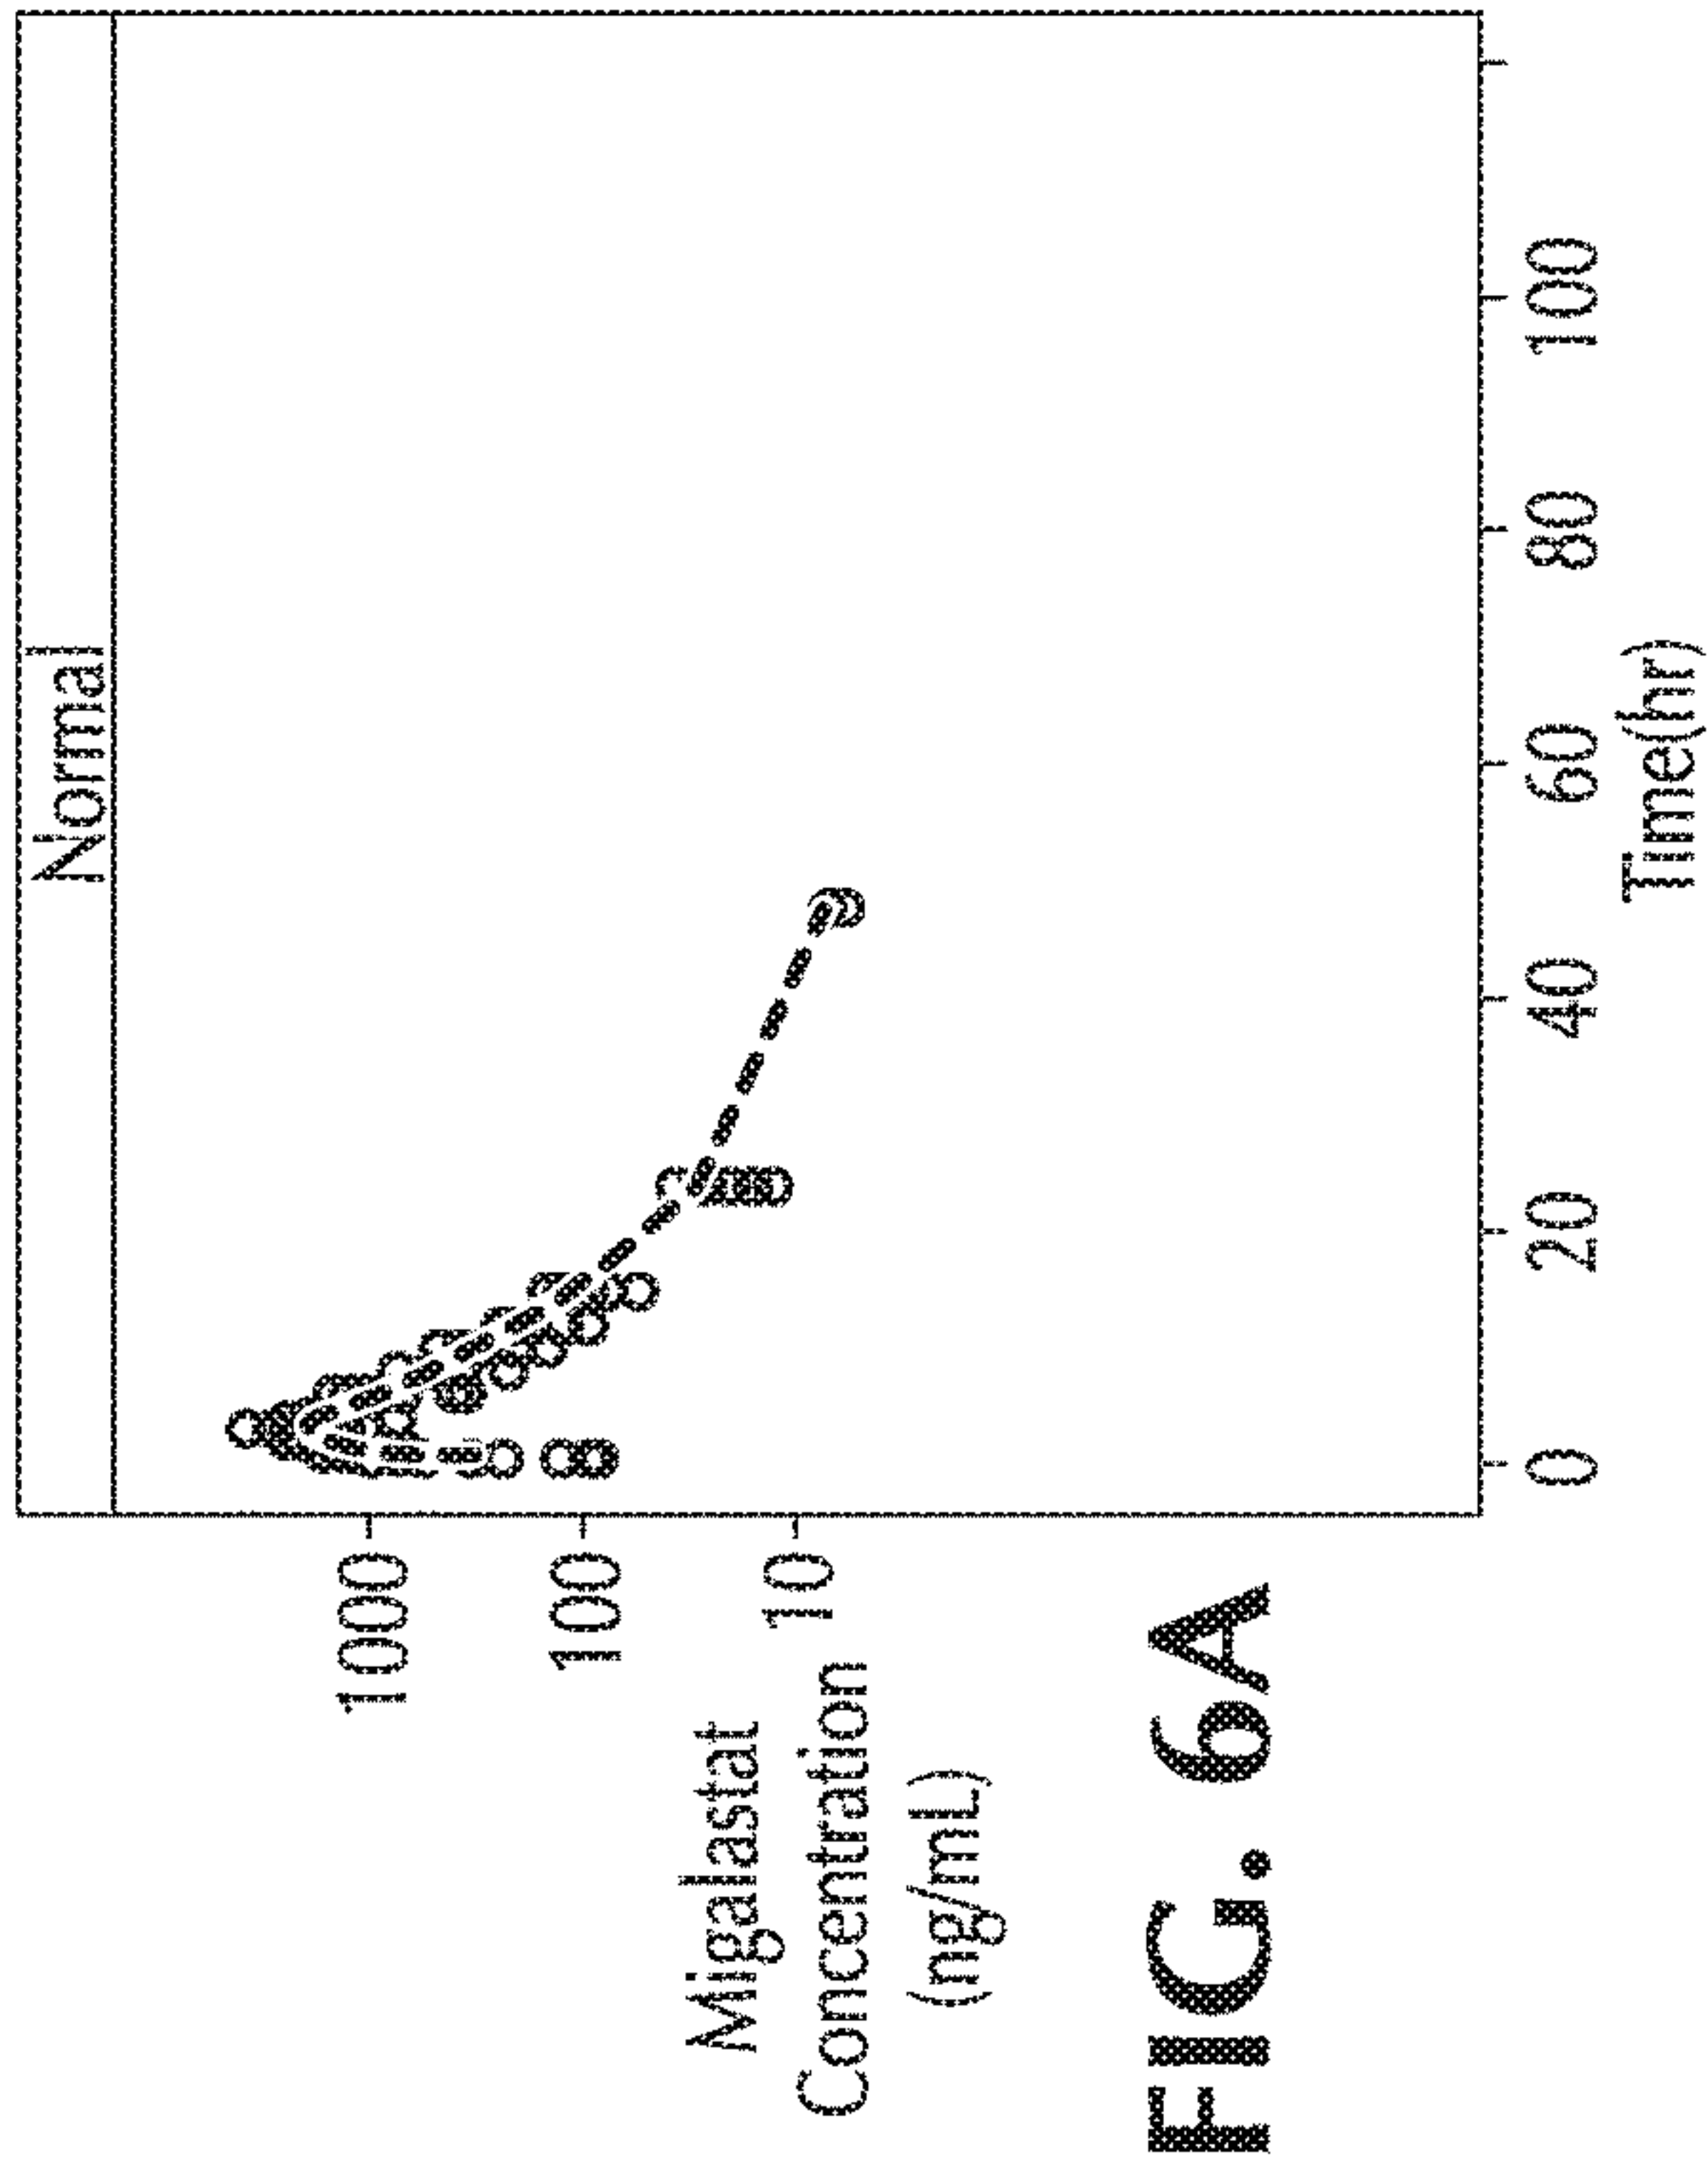 Normal
1000
100
10
Migalastat
Concentration
(ng/mL)
0 20 40 60 80 100
Time(hr)
FIG. 6A